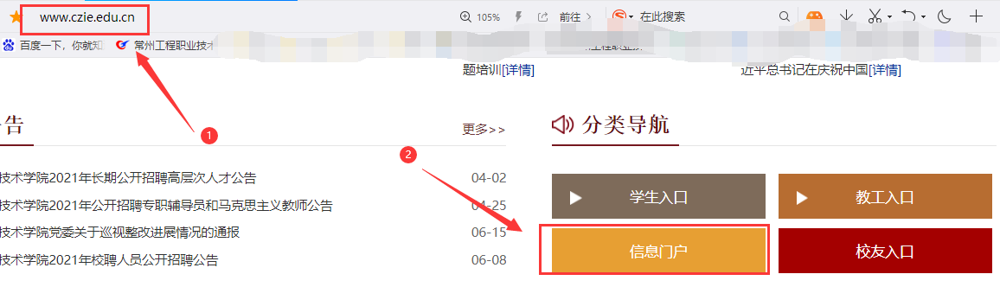 www.czie.edu.cn 105% 前往 在此搜索
百度一下，你就知 常州工程职业技术
1
题培训[详情] 近平总书记在庆祝中国[详情]
告 更多>> 分类导航
2
技术学院2021年长期公开招聘高层次人才公告 04-02
技术学院2021年公开招聘专职辅导员和马克思主义教师公告 04-25
技术学院党委关于巡视整改进展情况的通报 06-15
技术学院2021年校聘人员公开招聘公告 06-08
学生入口 教工入口
信息门户 校友入口